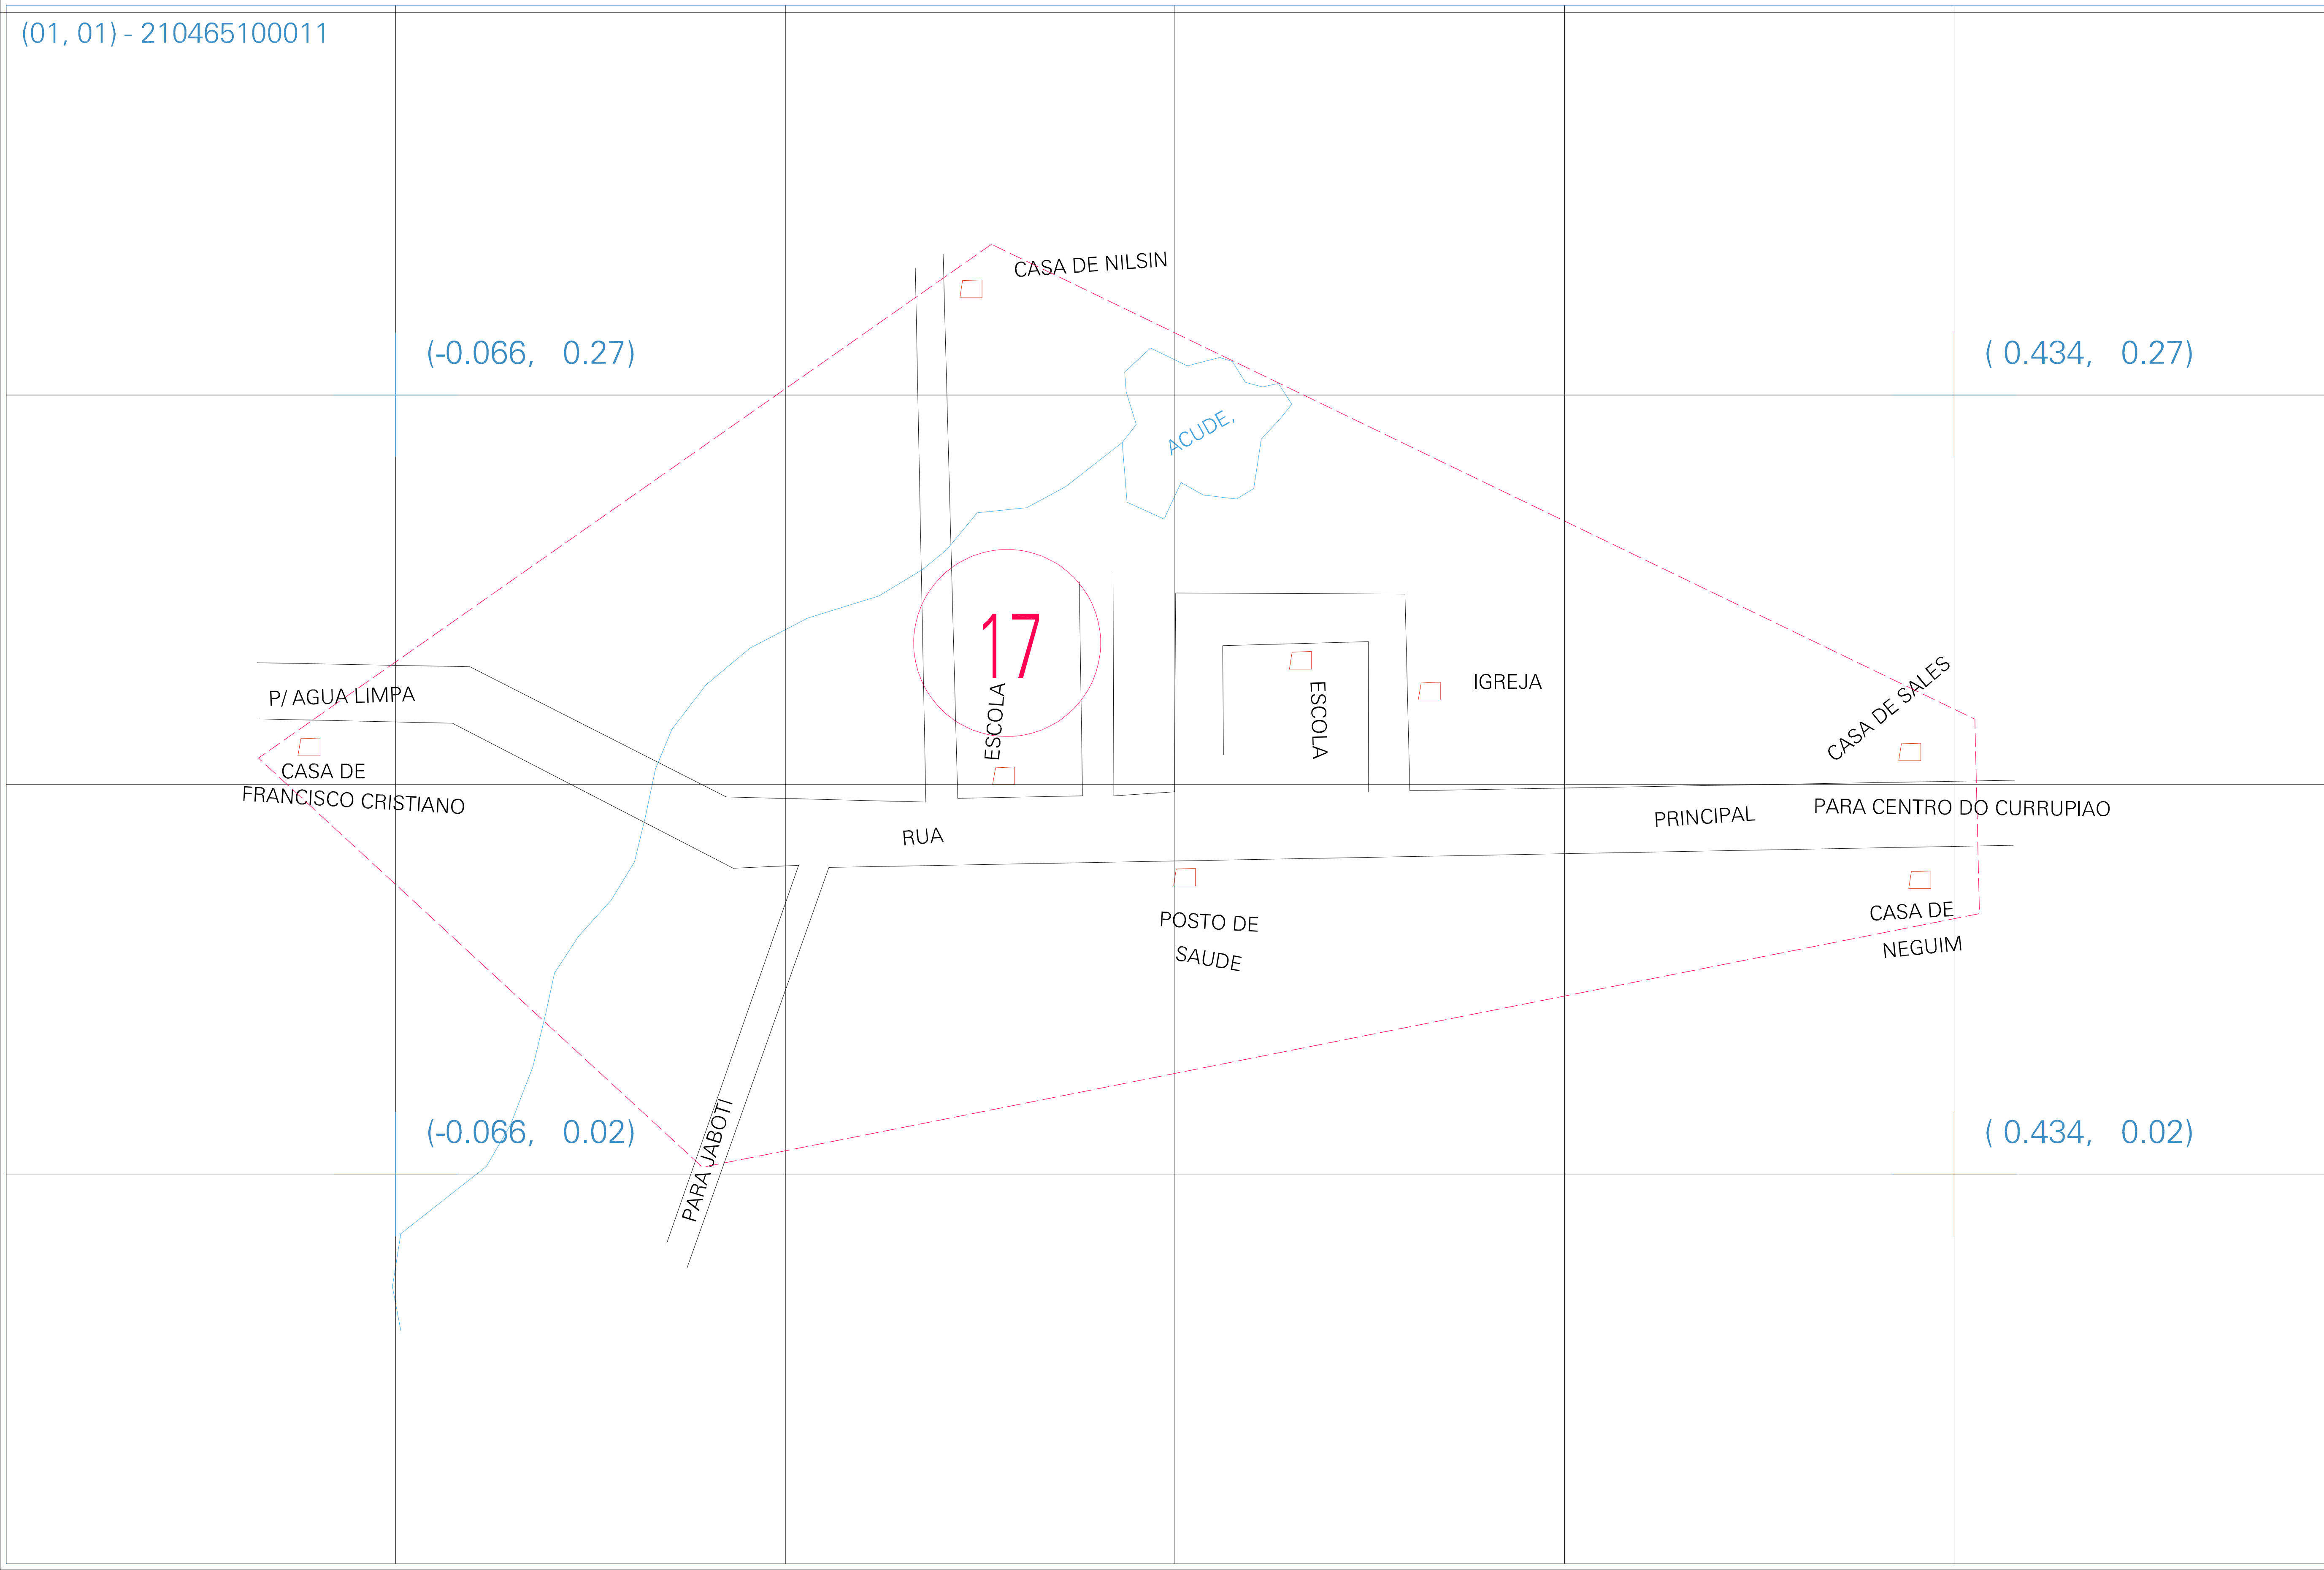 (01, 01) - 210465100011
CASA DE NILSIN
(-0.066, 0.27)
( 0.434, 0.27)
ACUDE,
17
P/ AGUA LIMPA
ESCOLA
ESCOLA
IGREJA
CASA DE SALES
CASA DE
FRANCISCO CRISTIANO
RUA
PRINCIPAL
PARA CENTRO DO CURRUPIAO
POSTO DE
SAUDE
CASA DE
NEGUIM
(-0.066, 0.02)
PARA JABOTI
( 0.434, 0.02)